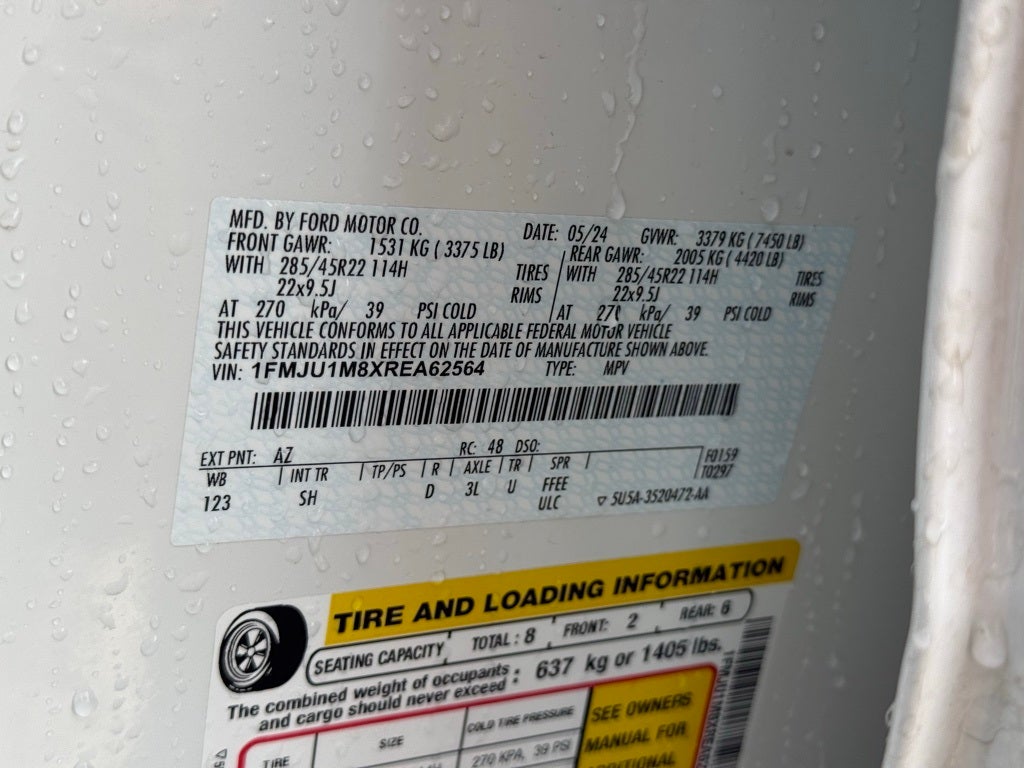 MFD. BY FORD MOTOR CO.
DATE: 05/24 GVWR: 3379 KG ( 7450 LB)
FRONT GAWR: 1531 KG ( 3375 LB)
REAR GAWR: 2005 KG ( 4420 LB)
WITH 285/45R22 114H TIRES
WITH 285/45R22 114H TIRES
22x9.5J RIMS
22x9.5J RIMS
AT 270 kPa/ 39 PSI COLD
AT 270 kPa/ 39 PSI COLD
THIS VEHICLE CONFORMS TO ALL APPLICABLE FEDERAL MOTOR VEHICLE
SAFETY STANDARDS IN EFFECT ON THE DATE OF MANUFACTURE SHOWN ABOVE.
VIN: 1FMJU1M8XREA62564 TYPE: MPV
EXT PNT: AZ RC: 48 DSO:
WB INT TR TP/PS R AXLE TR SPR F0159
T0297
123 SH D 3L U FFEE
ULC ▽ 5U5A-3520472-AA
TIRE AND LOADING INFORMATION
SEATING CAPACITY TOTAL : 8 FRONT: 2 REAR: 6
The combined weight of occupants
and cargo should never exceed : 637 kg or 1405 lbs.
TIRE SIZE COLD TIRE PRESSURE SEE OWNERS
270 KPA, 39 PSI MANUAL FOR